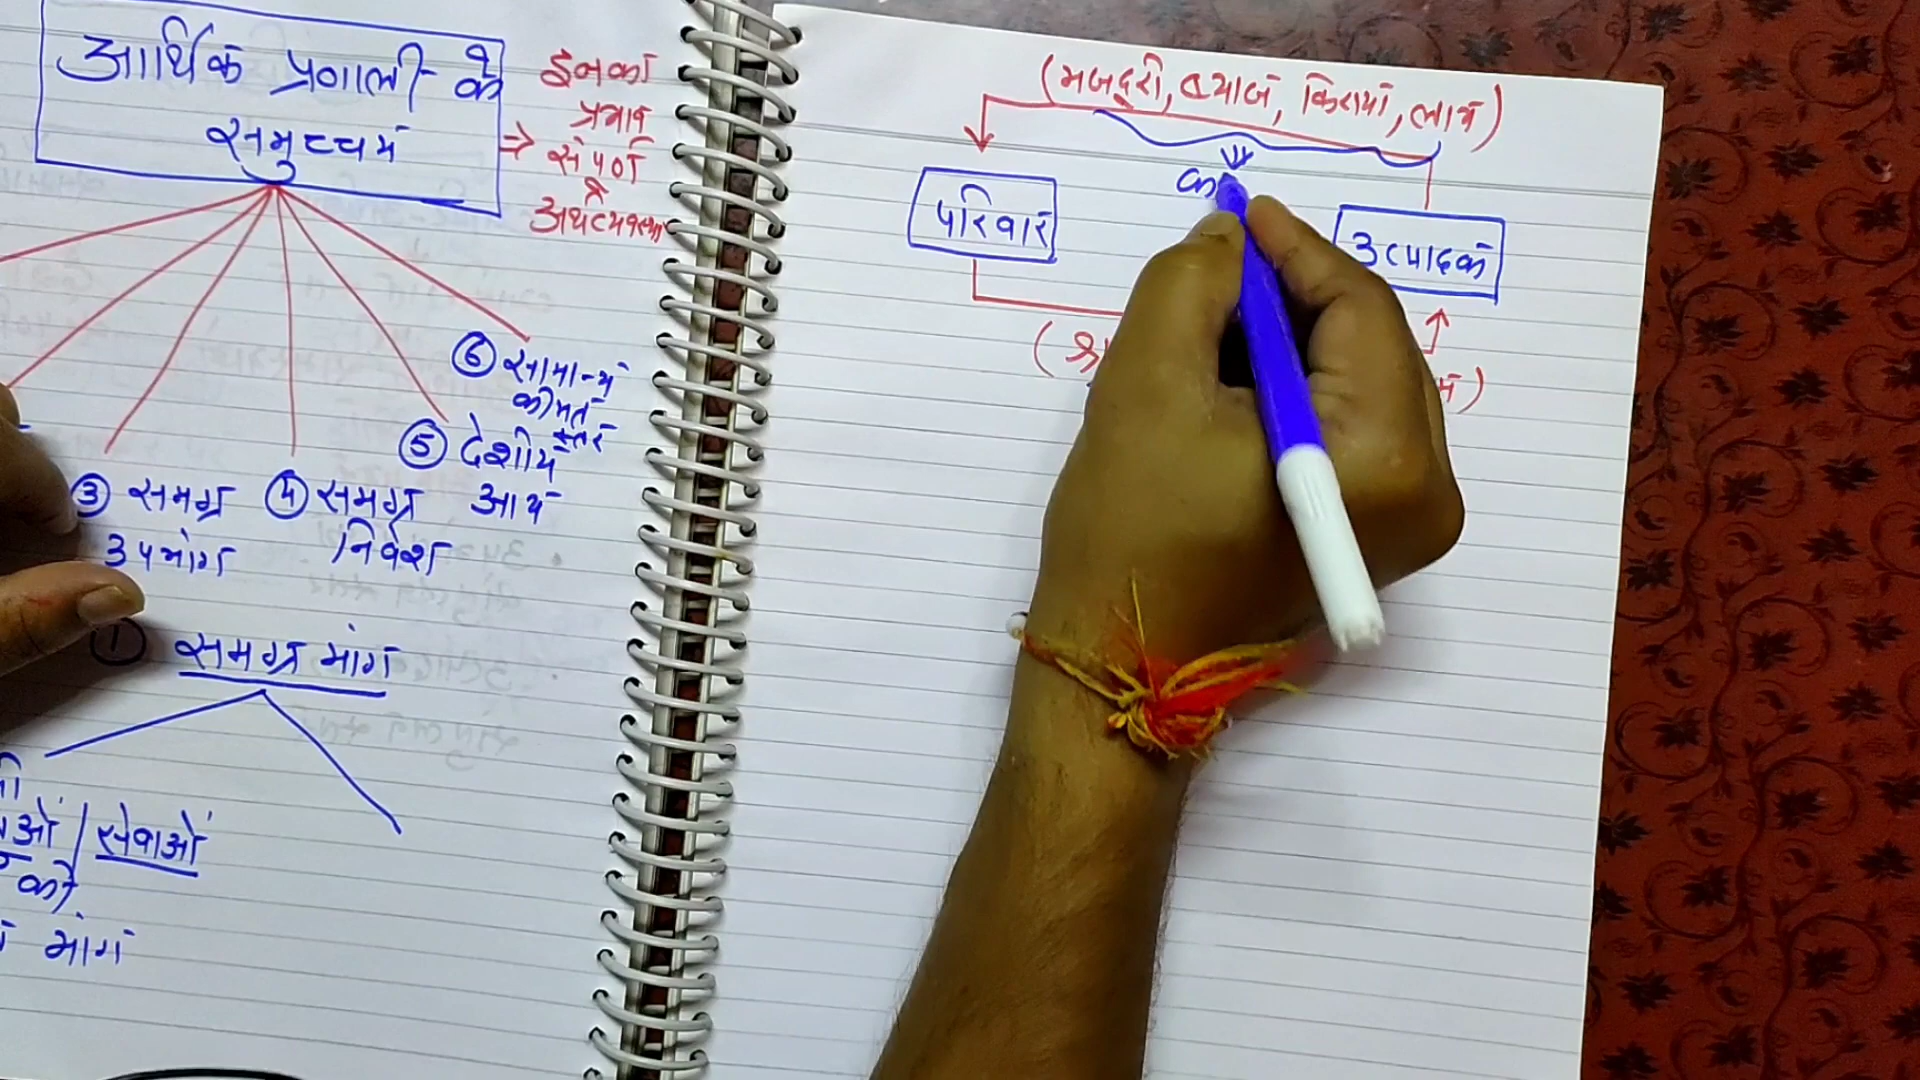 आर्थिक प्रणाली के
समुच्चय
इनका
प्रभाव
संपूर्ण
अर्थव्यवस्था
⑥ सामान्य
कीमत
स्तर
⑤ देशीय
आय
③ समग्र
उपभोग
④ समग्र
निवेश
① समग्र मांग
/ सेवाओं
की
मांग
(मजदूरी, ब्याज, किराया, लाभ)
परिवार
उत्पादक